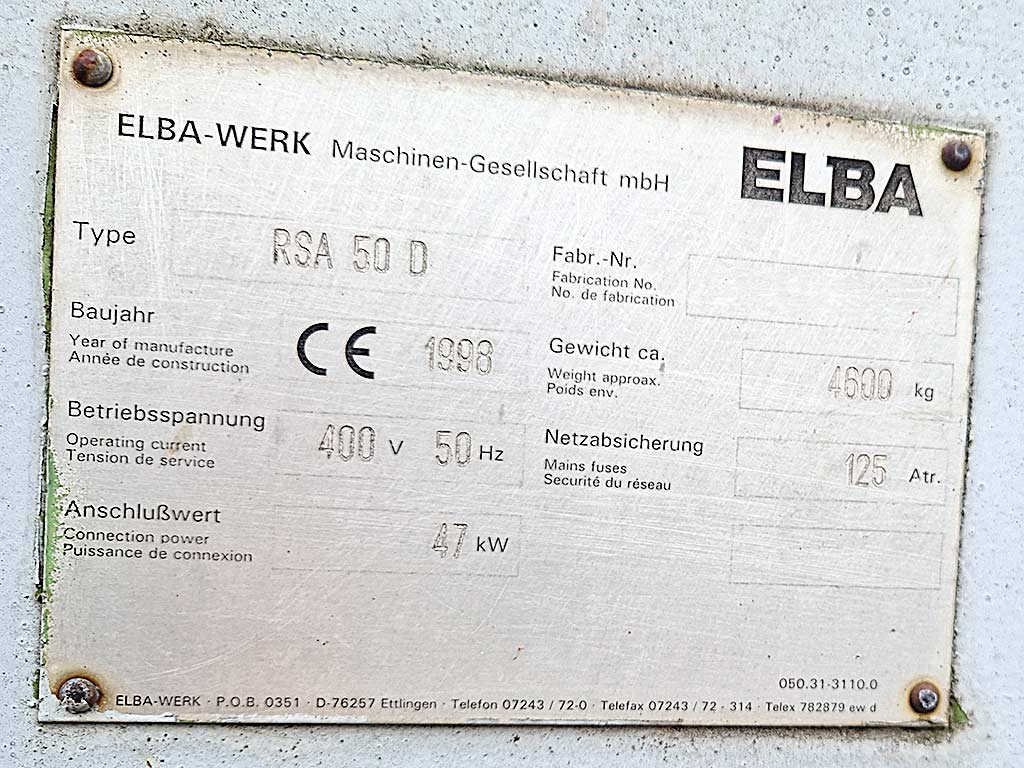 ELBA-WERK Maschinen-Gesellschaft mbH
ELBA
Type RSA 50 D
Fabr.-Nr.
Fabrication No.
No. de fabrication
Baujahr
Year of manufacture
Année de construction
CE 1998
Gewicht ca.
Weight approax.
Poids env.
4600 kg
Betriebsspannung
Operating current
Tension de service
400 V 50 Hz
Netzabsicherung
Mains fuses
Securité du réseau
125 Atr.
Anschlußwert
Connection power
Puissance de connexion
47 kW
050.31-3110.0
ELBA-WERK · P.O.B. 0351 · D-76257 Ettlingen · Telefon 07243 / 72-0 · Telefax 07243 / 72 - 314 · Telex 782879 ew d